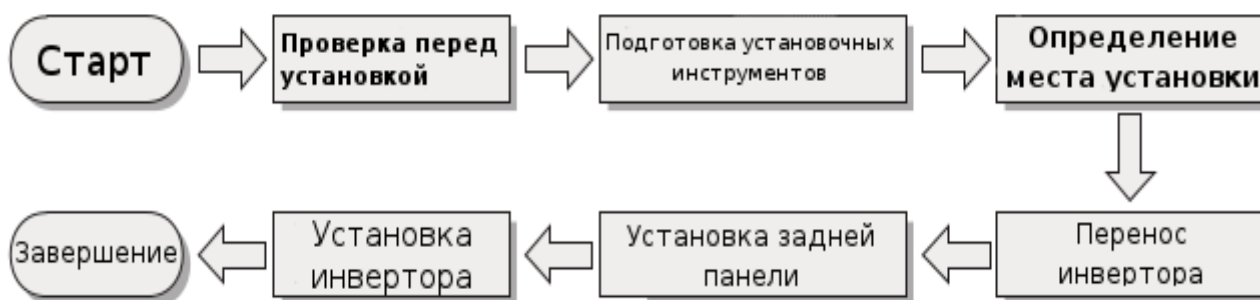 Старт
Проверка перед
установкой
Подготовка установочных
инструментов
Определение
места установки
Перенос
инвертора
Установка задней
панели
Установка
инвертора
Завершение